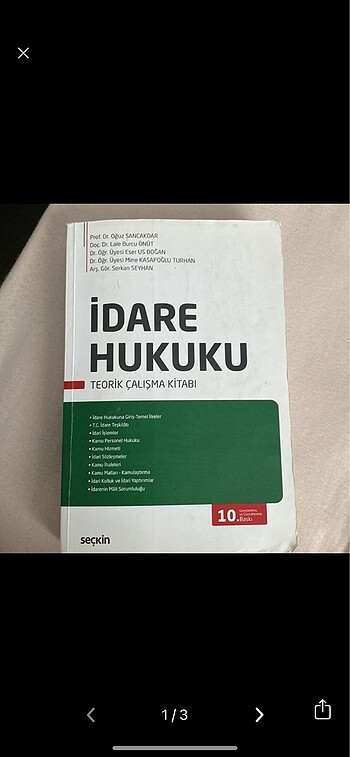 Prof. Dr. Oğuz SANCAKDAR
Doç. Dr. Lale Burcu ÖNÜT
Dr. Öğr. Üyesi Eser US DOĞAN
Dr. Öğr. Üyesi Mine KASAPOĞLU TURHAN
Arş. Gör. Serkan SEYHAN
İDARE
HUKUKU
TEORİK ÇALIŞMA KİTABI
• İdare Hukukuna Giriş-Temel İlkeler
• T.C. İdare Teşkilâtı
• İdari İşlemler
• Kamu Personel Hukuku
• Kamu Hizmeti
• İdari Sözleşmeler
• Kamu İhaleleri
• Kamu Malları - Kamulaştırma
• İdari Kolluk ve İdari Yaptırımlar
• İdarenin Mali Sorumluluğu
10. Baskı
seçkin
1/3